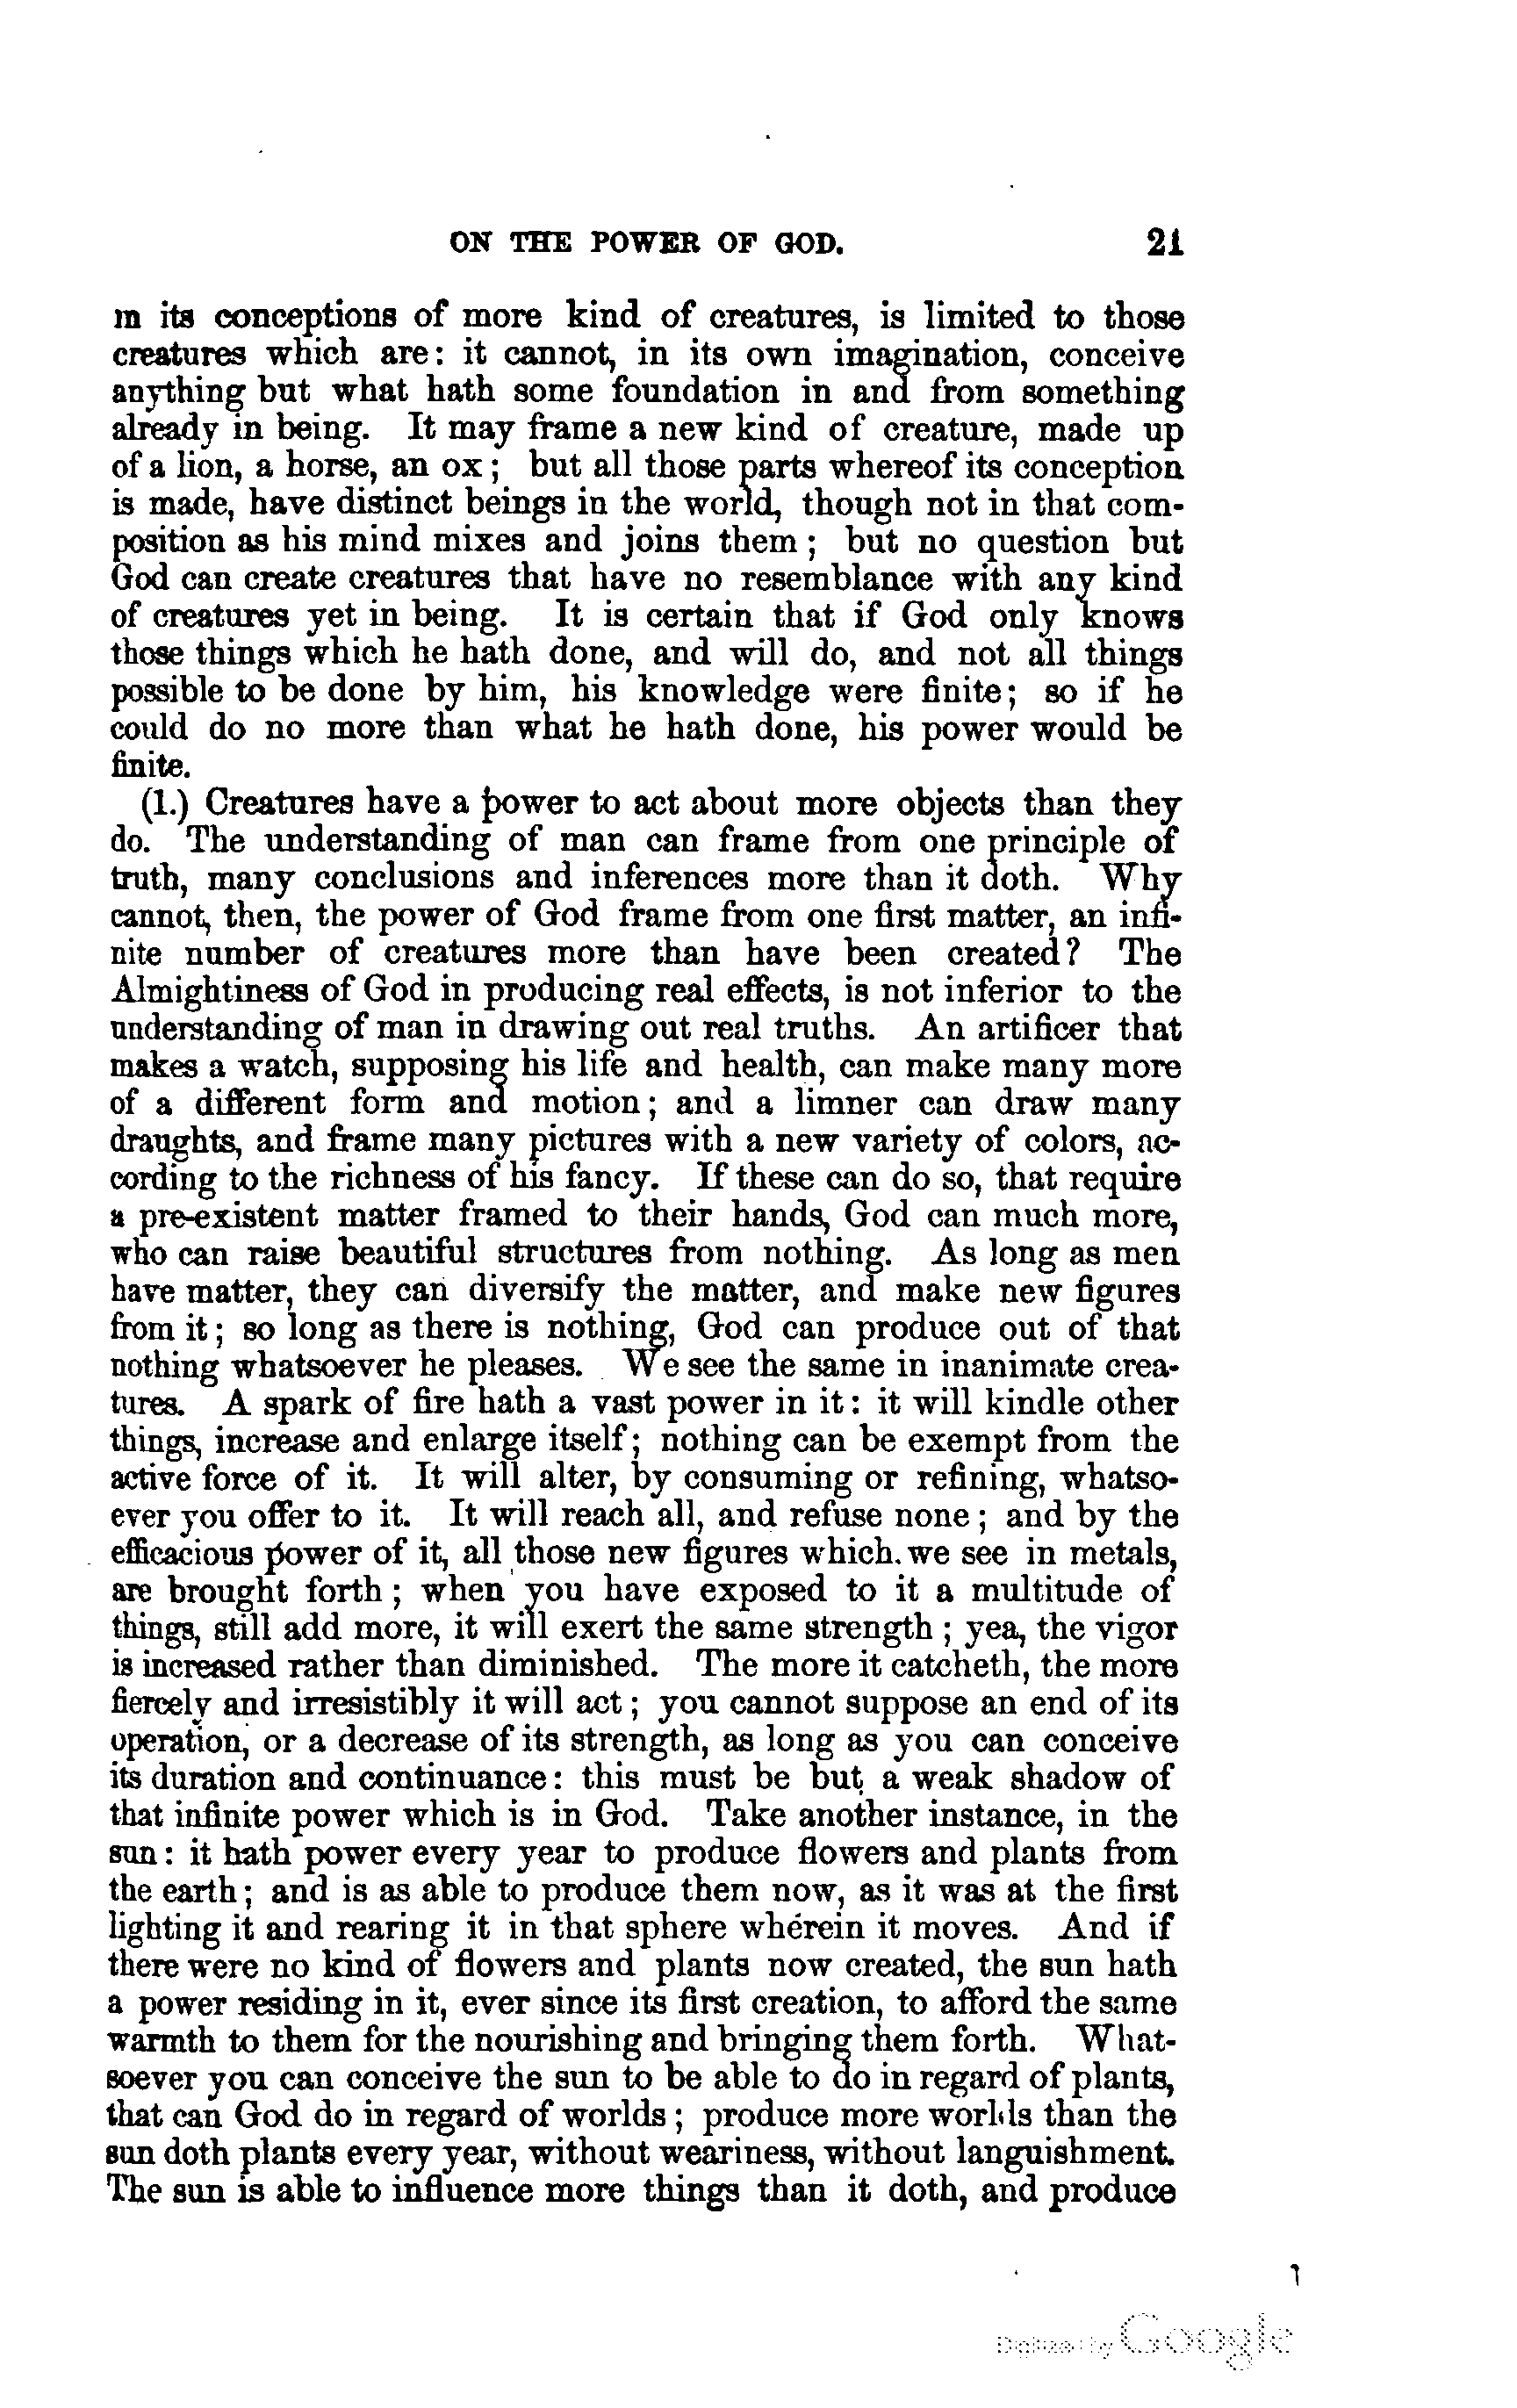 ON THE POWER OF GOD. 21
in its conceptions of more kind of creatures, is limited to those
creatures which are: it cannot, in its own imagination, conceive
anything but what hath some foundation in and from something
already in being. It may frame a new kind of creature, made up
of a lion, a horse, an ox; but all those parts whereof its conception
is made, have distinct beings in the world, though not in that com-
position as his mind mixes and joins them; but no question but
God can create creatures that have no resemblance with any kind
of creatures yet in being. It is certain that if God only knows
those things which he hath done, and will do, and not all things
possible to be done by him, his knowledge were finite; so if he
could do no more than what he hath done, his power would be
finite.
(1.) Creatures have a power to act about more objects than they
do. The understanding of man can frame from one principle of
truth, many conclusions and inferences more than it doth. Why
cannot, then, the power of God frame from one first matter, an infi-
nite number of creatures more than have been created? The
Almightiness of God in producing real effects, is not inferior to the
understanding of man in drawing out real truths. An artificer that
makes a watch, supposing his life and health, can make many more
of a different form and motion; and a limner can draw many
draughts, and frame many pictures with a new variety of colors, ac-
cording to the richness of his fancy. If these can do so, that require
a pre-existent matter framed to their hands, God can much more,
who can raise beautiful structures from nothing. As long as men
have matter, they can diversify the matter, and make new figures
from it; so long as there is nothing, God can produce out of that
nothing whatsoever he pleases. We see the same in inanimate crea-
tures. A spark of fire hath a vast power in it: it will kindle other
things, increase and enlarge itself; nothing can be exempt from the
active force of it. It will alter, by consuming or refining, whatso-
ever you offer to it. It will reach all, and refuse none; and by the
efficacious power of it, all those new figures which we see in metals,
are brought forth; when you have exposed to it a multitude of
things, still add more, it will exert the same strength; yea, the vigor
is increased rather than diminished. The more it catcheth, the more
fiercely and irresistibly it will act; you cannot suppose an end of its
operation, or a decrease of its strength, as long as you can conceive
its duration and continuance: this must be but a weak shadow of
that infinite power which is in God. Take another instance, in the
sun: it hath power every year to produce flowers and plants from
the earth; and is as able to produce them now, as it was at the first
lighting it and rearing it in that sphere wherein it moves. And if
there were no kind of flowers and plants now created, the sun hath
a power residing in it, ever since its first creation, to afford the same
warmth to them for the nourishing and bringing them forth. What-
soever you can conceive the sun to be able to do in regard of plants,
that can God do in regard of worlds; produce more worlds than the
sun doth plants every year, without weariness, without languishment.
The sun is able to influence more things than it doth, and produce
Digitized by Google